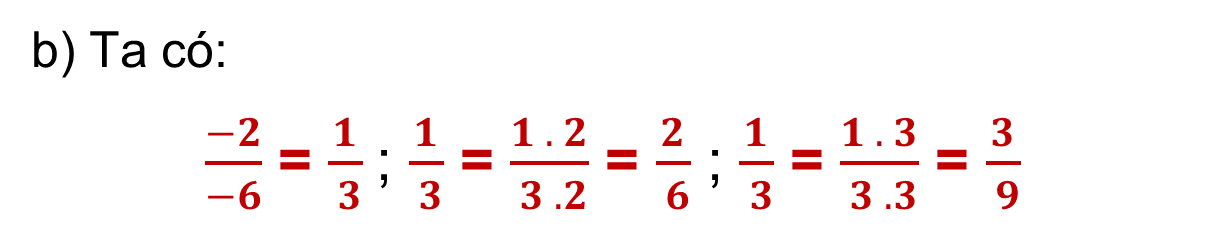 b) Ta có:
−2/−6 = 1/3 ; 1/3 = 1 . 2/3 .2 = 2/6 ; 1/3 = 1 . 3/3 .3 = 3/9